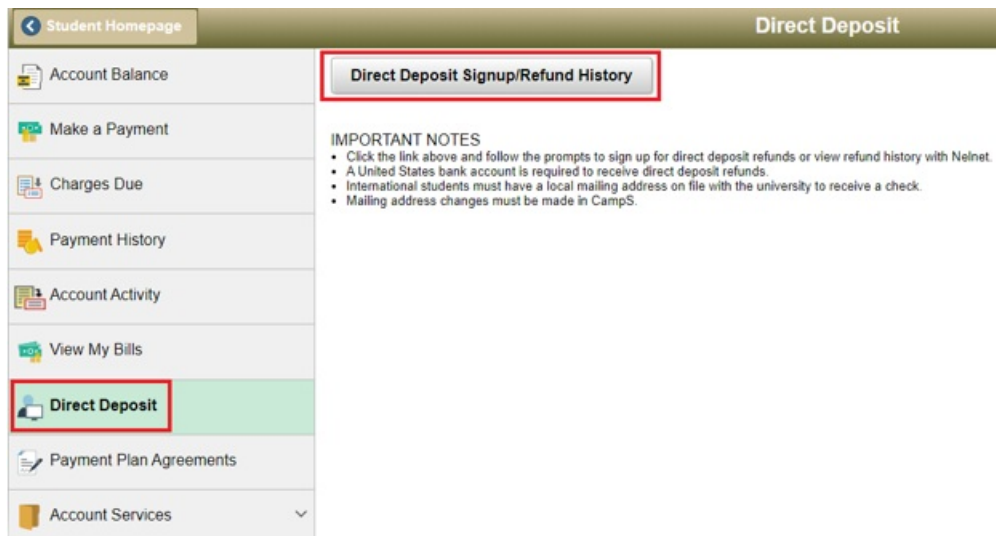 Student Homepage
Direct Deposit
Account Balance
Make a Payment
Charges Due
Payment History
Account Activity
View My Bills
Direct Deposit
Payment Plan Agreements
Account Services
Direct Deposit Signup/Refund History
IMPORTANT NOTES
• Click the link above and follow the prompts to sign up for direct deposit refunds or view refund history with Nelnet.
• A United States bank account is required to receive direct deposit refunds.
• International students must have a local mailing address on file with the university to receive a check.
• Mailing address changes must be made in CampS.